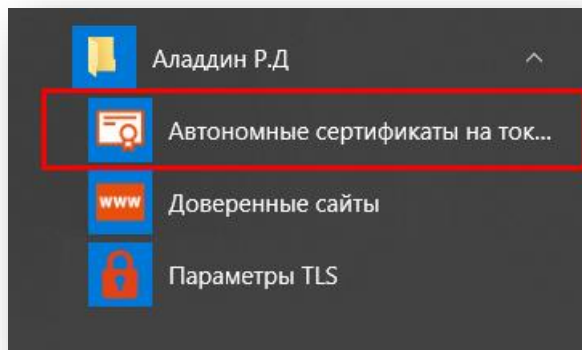 Аладдин Р.Д
Автономные сертификаты на ток...
www
Доверенные сайты
Параметры TLS